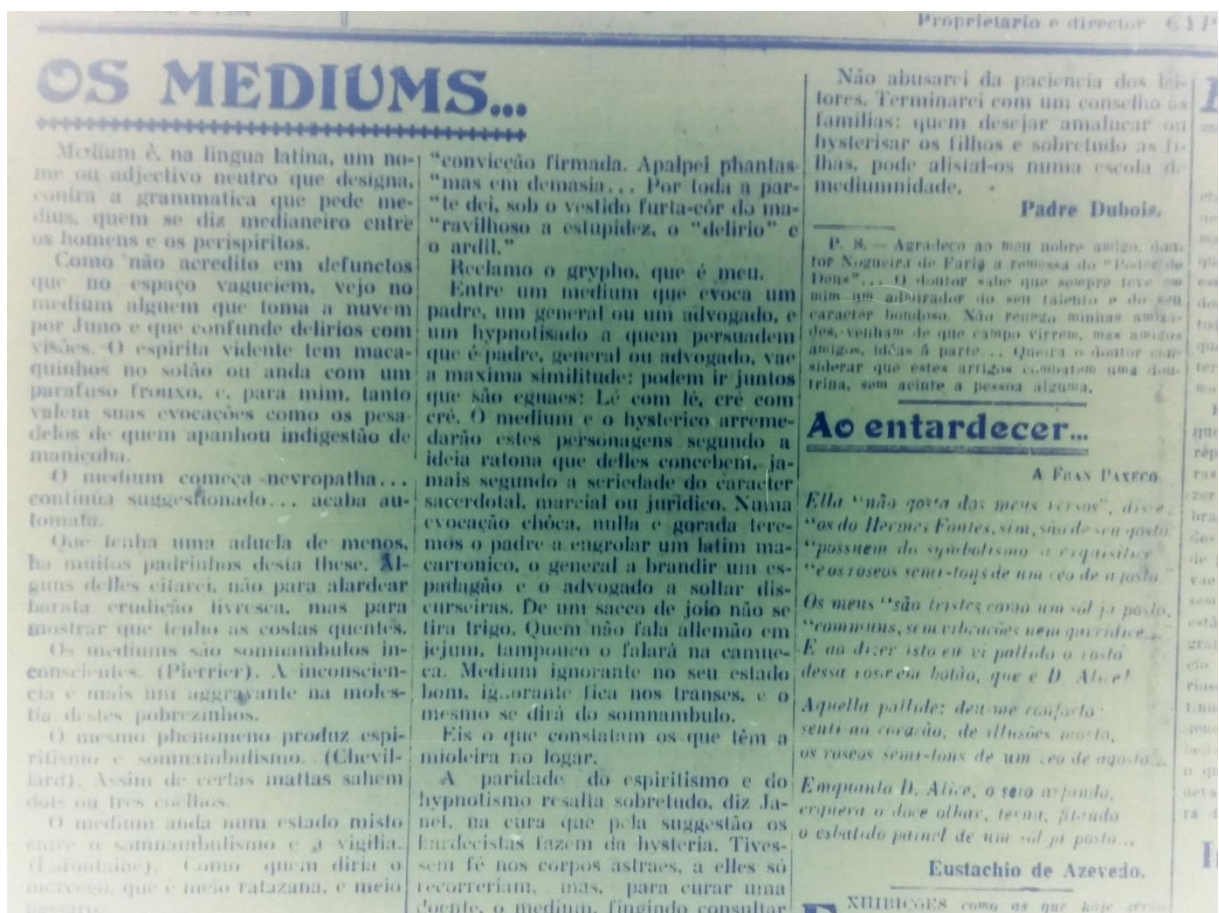 Proprietario e director
OS MEDIUMS...
Medium é, na lingua latina, um no-
me ou adjectivo neutro que designa,
contra a grammatica que pede me-
dius, quem se diz medianeiro entre
os homens e os perispiritos.
Como não acredito em defunctos
que no espaço vagueiem, vejo no
medium alguem que toma a nuvem
por Juno e que confunde delirios com
visões. O espirita vidente tem maca-
quinhos no sotão ou anda com um
parafuso frouxo, e, para mim, tanto
valem suas evocações como os pesa-
delos de quem apanhou indigestão de
maniçoba.
O medium começa nevropatha...
continúa suggestionado... acaba au-
tomata.
Que tenha uma aduela de menos,
ha muitos padrinhos desta these. Al-
guns delles citarei, não para alardear
barata erudicão livresca, mas para
mostrar que tenho as costas quentes.
Os mediums são somnambulos in-
conscientes. (Pierrier). A inconscien-
cia é mais um aggravante na moles-
tia destes pobrezinhos.
O mesmo phenomeno produz espi-
ritismo e somnambulismo. (Chevil-
lard). Assim de certas mattas sahem
dois ou tres coelhos.
O medium anda num estado misto
entre o somnambulismo e a vigilia.
(Lafontaine). Como quem diria o
morcego, que é meio ratazana, e meio
passaro.
"convicção firmada. Apalpei phantas-
"mas em demasia... Por toda a par-
"te dei, sob o vestido furta-côr do ma-
"ravilhoso a estupidez, o "delirio" e
o ardil."
Reclamo o grypho, que é meu.
Entre um medium que evoca um
padre, um general ou um advogado, e
um hypnotisado a quem persuadem
que é padre, general ou advogado, vae
a maxima similitude: podem ir juntos
que são eguaes: Lé com lé, cré com
cré. O medium e o hysterico arreme-
darão estes personagens segundo a
ideia ratona que delles concebem, ja-
mais segundo a seriedade do caracter
sacerdotal, marcial ou juridico. Numa
evocação chôca, nulla e gorada tere-
mos o padre a engrolar um latim ma-
carronico, o general a brandir um es-
padagão e o advogado a soltar dis-
curseiras. De um sacco de joio não se
tira trigo. Quem não fala allemão em
jejum, tampouco o falará na camue-
ca. Medium ignorante no seu estado
bom, ig..orante fica nos transes, e o
mesmo se dirá do somnambulo.
Eis o que constatam os que têm a
mioleira no logar.
A paridade do espiritismo e do
hypnotismo resalta sobretudo, diz Ja-
net, na cura que pela suggestão os
kardecistas fazem da hysteria. Tives-
sem fé nos corpos astraes, a elles só
recorreriam, mas, para curar uma
doente, o medium, fingindo consultar
Não abusarei da paciencia dos lei-
tores. Terminarei com um conselho ás
familias: quem desejar amalucar ou
hysterisar os filhos e sobretudo as fi-
lhas, pode alistal-os numa escola de
mediumnidade.
Padre Dubois.
P. S. — Agradeço ao meu nobre amigo, dou-
tor Nogueira de Faria a remessa do "Poder de
Deus"... O doutor sabe que sempre teve em
mim um admirador do seu talento e do seu
caracter bondoso. Não renego minhas amiza-
des, venham de que campo virrem, mas amigos
amigos, idéas á parte... Queira o doutor con-
siderar que estes artigos combatem uma dou-
trina, sem acinte a pessoa alguma.
Ao entardecer...
A FRAN PAXECO
Ella "não gosta dos meus versos", disse,
"os do Hermes Fontes, sim, são de seu gosto
"possuem do symbolismo a exquisitice
"e os roseos semi-tons de um céo de agosto
Os meus "são tristes como um sól já posto,
"communs, sem vibrações nem garridice...
E ao dizer isto eu vi pallido o rosto
dessa rosa em botão, que é D. Alice!
Aquella pallidez deu-me conforto
senti no coração, de illusões morto,
os roseos semi-tons de um céo de agosto...
Emquanto D. Alice, o seio arfando,
erguera o doce olhar, terna, fitando
o esbatido painel de um sól já posto...
Eustachio de Azevedo.
EXHIBIÇÕES como as que hoje